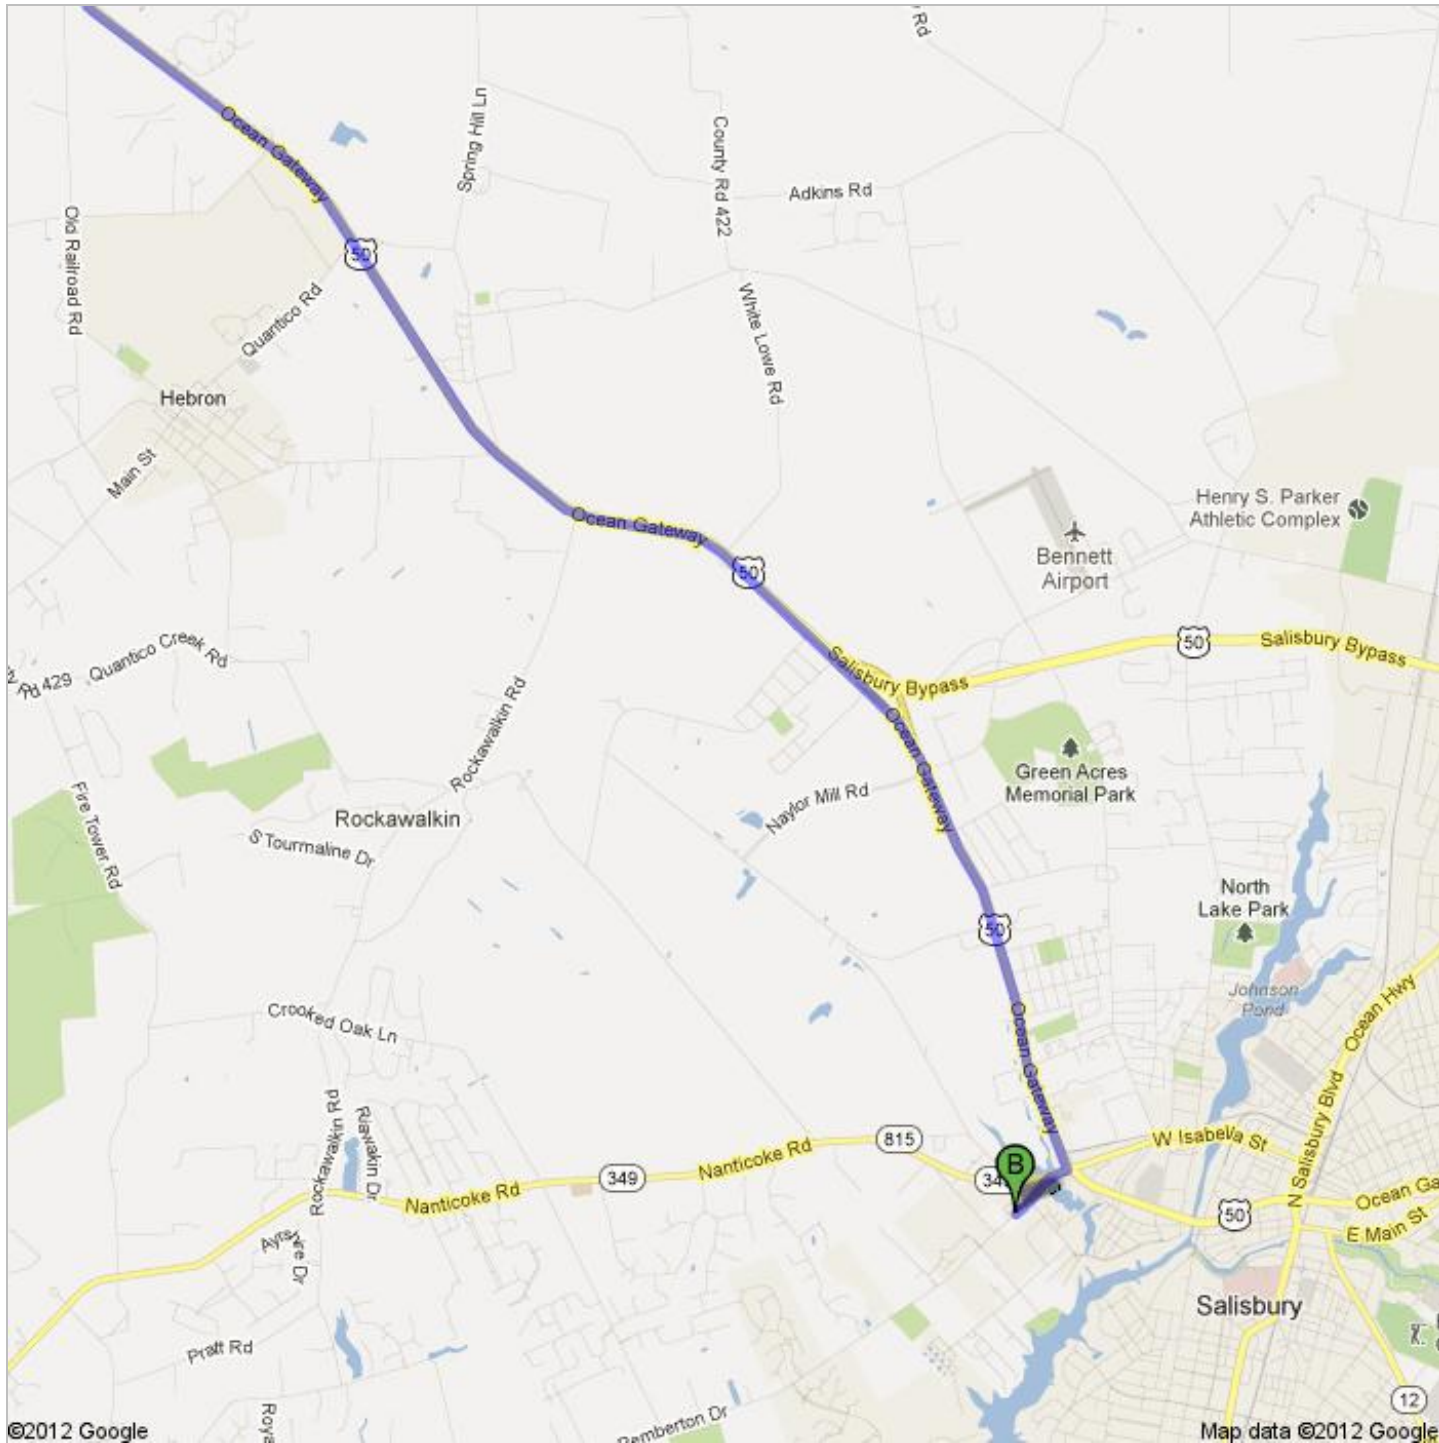 Rd
Ocean Gateway
Spring Hill Ln
County Rd 422
Adkins Rd
Old Railroad Rd
50
Quantico Rd
White Lowe Rd
Hebron
Main St
Henry S. Parker
Athletic Complex
Ocean Gateway
Bennett
Airport
50
50
Salisbury Bypass
Quantico Creek Rd
Rd 429
Salisbury Bypass
Rockawalkin Rd
Ocean Gateway
Green Acres
Memorial Park
Fire Tower Rd
Naylor Mill Rd
Rockawalkin
S Tourmaline Dr
North
Lake Park
50
Johnson
Pond
Ocean Hwy
Crooked Oak Ln
Ocean Gateway
Rockawalkin Rd
Riawakin Dr
N Salisbury Blvd
815
W Isabella St
Nanticoke Rd
B
349
Nanticoke Rd
34
Ocean Ga
50
E Main St
Salisbury
Pratt Rd
12
Roya
Pemberton Dr
©2012 Google
Map data ©2012 Google